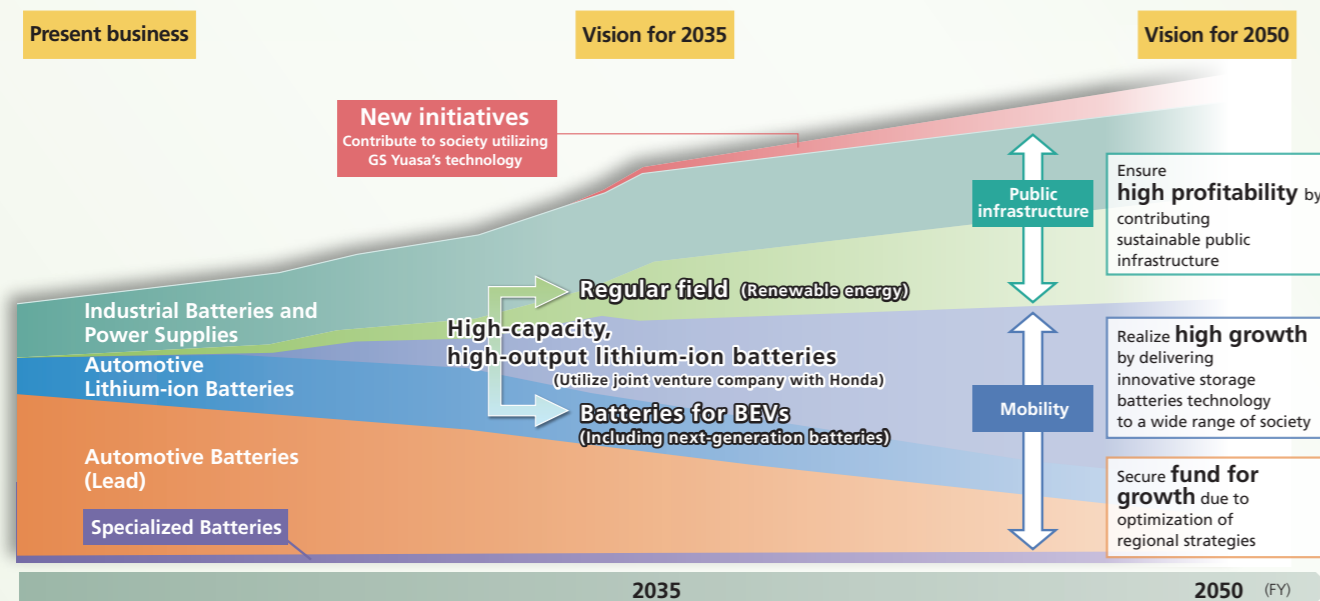 Present business
Vision for 2035
Vision for 2050
New initiatives
Contribute to society utilizing
GS Yuasa's technology
Public
infrastructure
Ensure
high profitability by
contributing
sustainable public
infrastructure
Industrial Batteries and
Power Supplies
Regular field (Renewable energy)
High-capacity,
high-output lithium-ion batteries
(Utilize joint venture company with Honda)
Automotive
Lithium-ion Batteries
Batteries for BEVs
(Including next-generation batteries)
Mobility
Realize high growth
by delivering
innovative storage
batteries technology
to a wide range of society
Automotive Batteries
(Lead)
Secure fund for
growth due to
optimization of
regional strategies
Specialized Batteries
2035
2050 (FY)